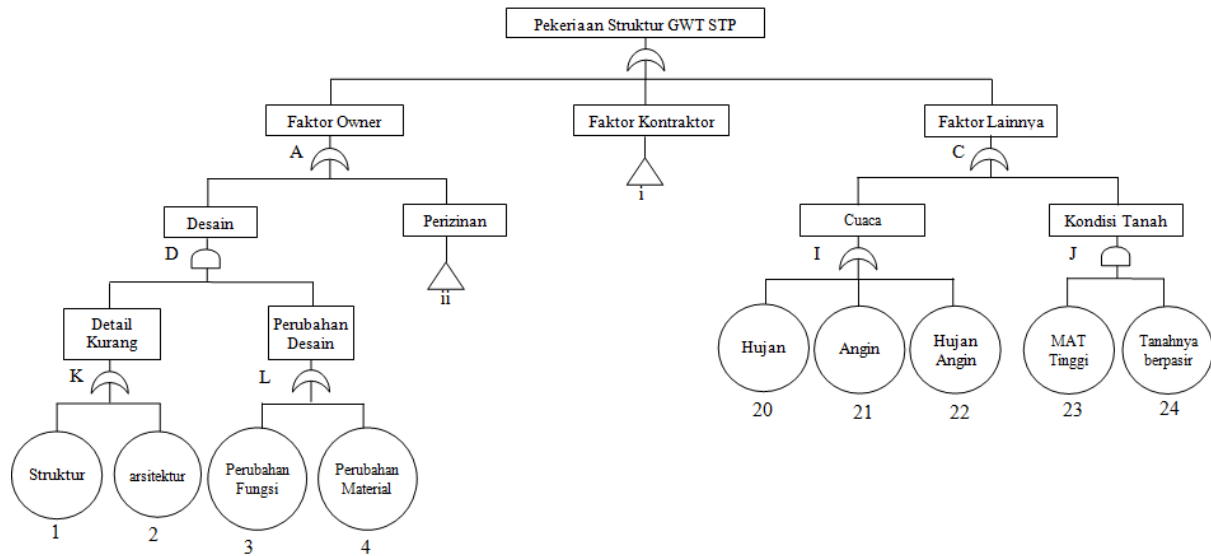 Pekerjaan Struktur GWT STP
Faktor Owner
Faktor Kontraktor
Faktor Lainnya
A
C
i
Desain
Perizinan
Cuaca
Kondisi Tanah
D
I
J
ii
Detail
Kurang
Perubahan
Desain
Hujan
Angin
Hujan
Angin
MAT
Tinggi
Tanahnya
berpasir
K
L
20
21
22
23
24
Struktur
arsitektur
Perubahan
Fungsi
Perubahan
Material
1
2
3
4